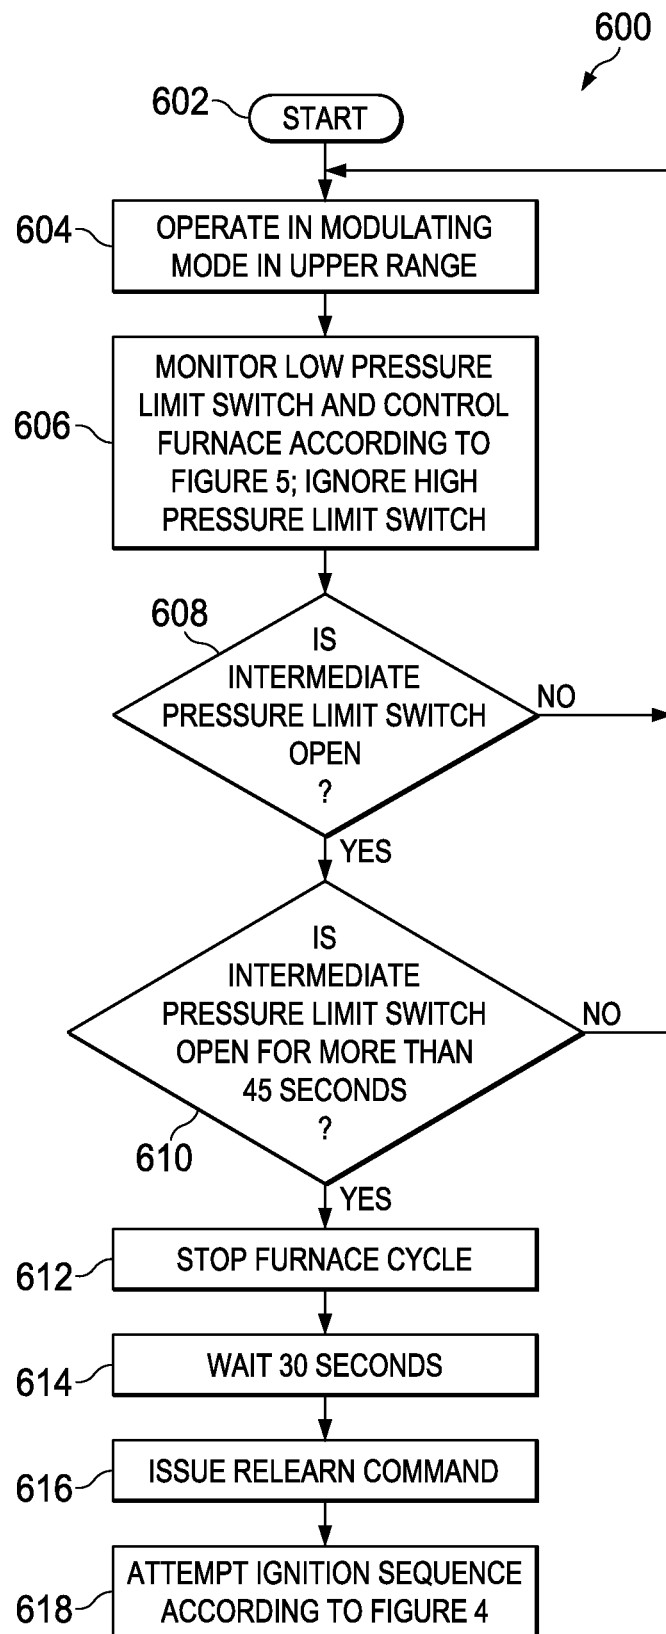 600
602
START
604
OPERATE IN MODULATING
MODE IN UPPER RANGE
606
MONITOR LOW PRESSURE
LIMIT SWITCH AND CONTROL
FURNACE ACCORDING TO
FIGURE 5; IGNORE HIGH
PRESSURE LIMIT SWITCH
608
IS
INTERMEDIATE
PRESSURE LIMIT SWITCH
OPEN
?
NO
YES
IS
INTERMEDIATE
PRESSURE LIMIT SWITCH
OPEN FOR MORE THAN
45 SECONDS
?
NO
610
YES
612
STOP FURNACE CYCLE
614
WAIT 30 SECONDS
616
ISSUE RELEARN COMMAND
618
ATTEMPT IGNITION SEQUENCE
ACCORDING TO FIGURE 4